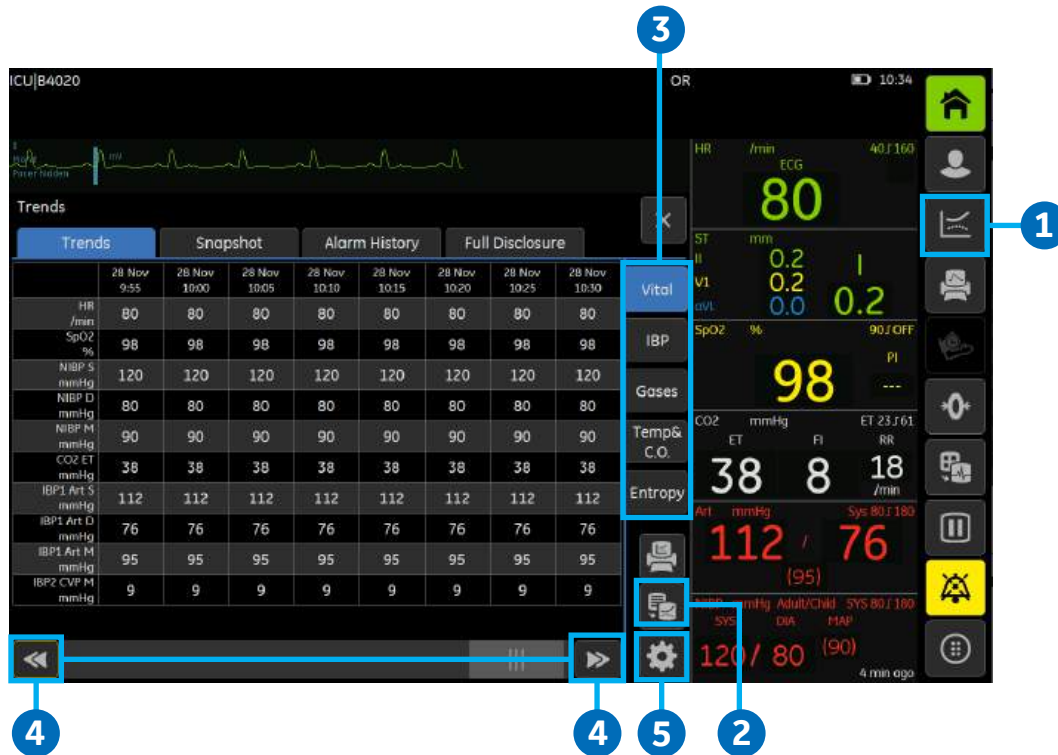 3
ICU|B4020 OR 10:34
I mV
Trends
Trends Snapshot Alarm History Full Disclosure
28 Nov 28 Nov 28 Nov 28 Nov 28 Nov 28 Nov 28 Nov 28 Nov
9:55 10:00 10:05 10:10 10:15 10:20 10:25 10:30
HR /min 80 80 80 80 80 80 80 80
SpO2 % 98 98 98 98 98 98 98 98
NIBP S mmHg 120 120 120 120 120 120 120 120
NIBP D mmHg 80 80 80 80 80 80 80 80
NIBP M mmHg 90 90 90 90 90 90 90 90
CO2 ET mmHg 38 38 38 38 38 38 38 38
IBP1 Art S mmHg 112 112 112 112 112 112 112 112
IBP1 Art D mmHg 76 76 76 76 76 76 76 76
IBP1 Art M mmHg 95 95 95 95 95 95 95 95
IBP2 CVP M mmHg 9 9 9 9 9 9 9 9
Vital
IBP
Gases
Temp&
C.O.
Entropy
HR /min 40 160
ECG
80
1
ST mm
II 0.2 I
V1 0.2 0.2
aVL 0.0
SpO2 % 90 OFF
PI
98 ---
CO2 mmHg ET 23 61
ET FI RR
38 8 18
/min
Art mmHg Sys 80 180
112 / 76
(95)
NIBP mmHg Adult/Child SYS 80 180
SYS DIA MAP
120/ 80 (90)
4 min ago
4 4 5 2